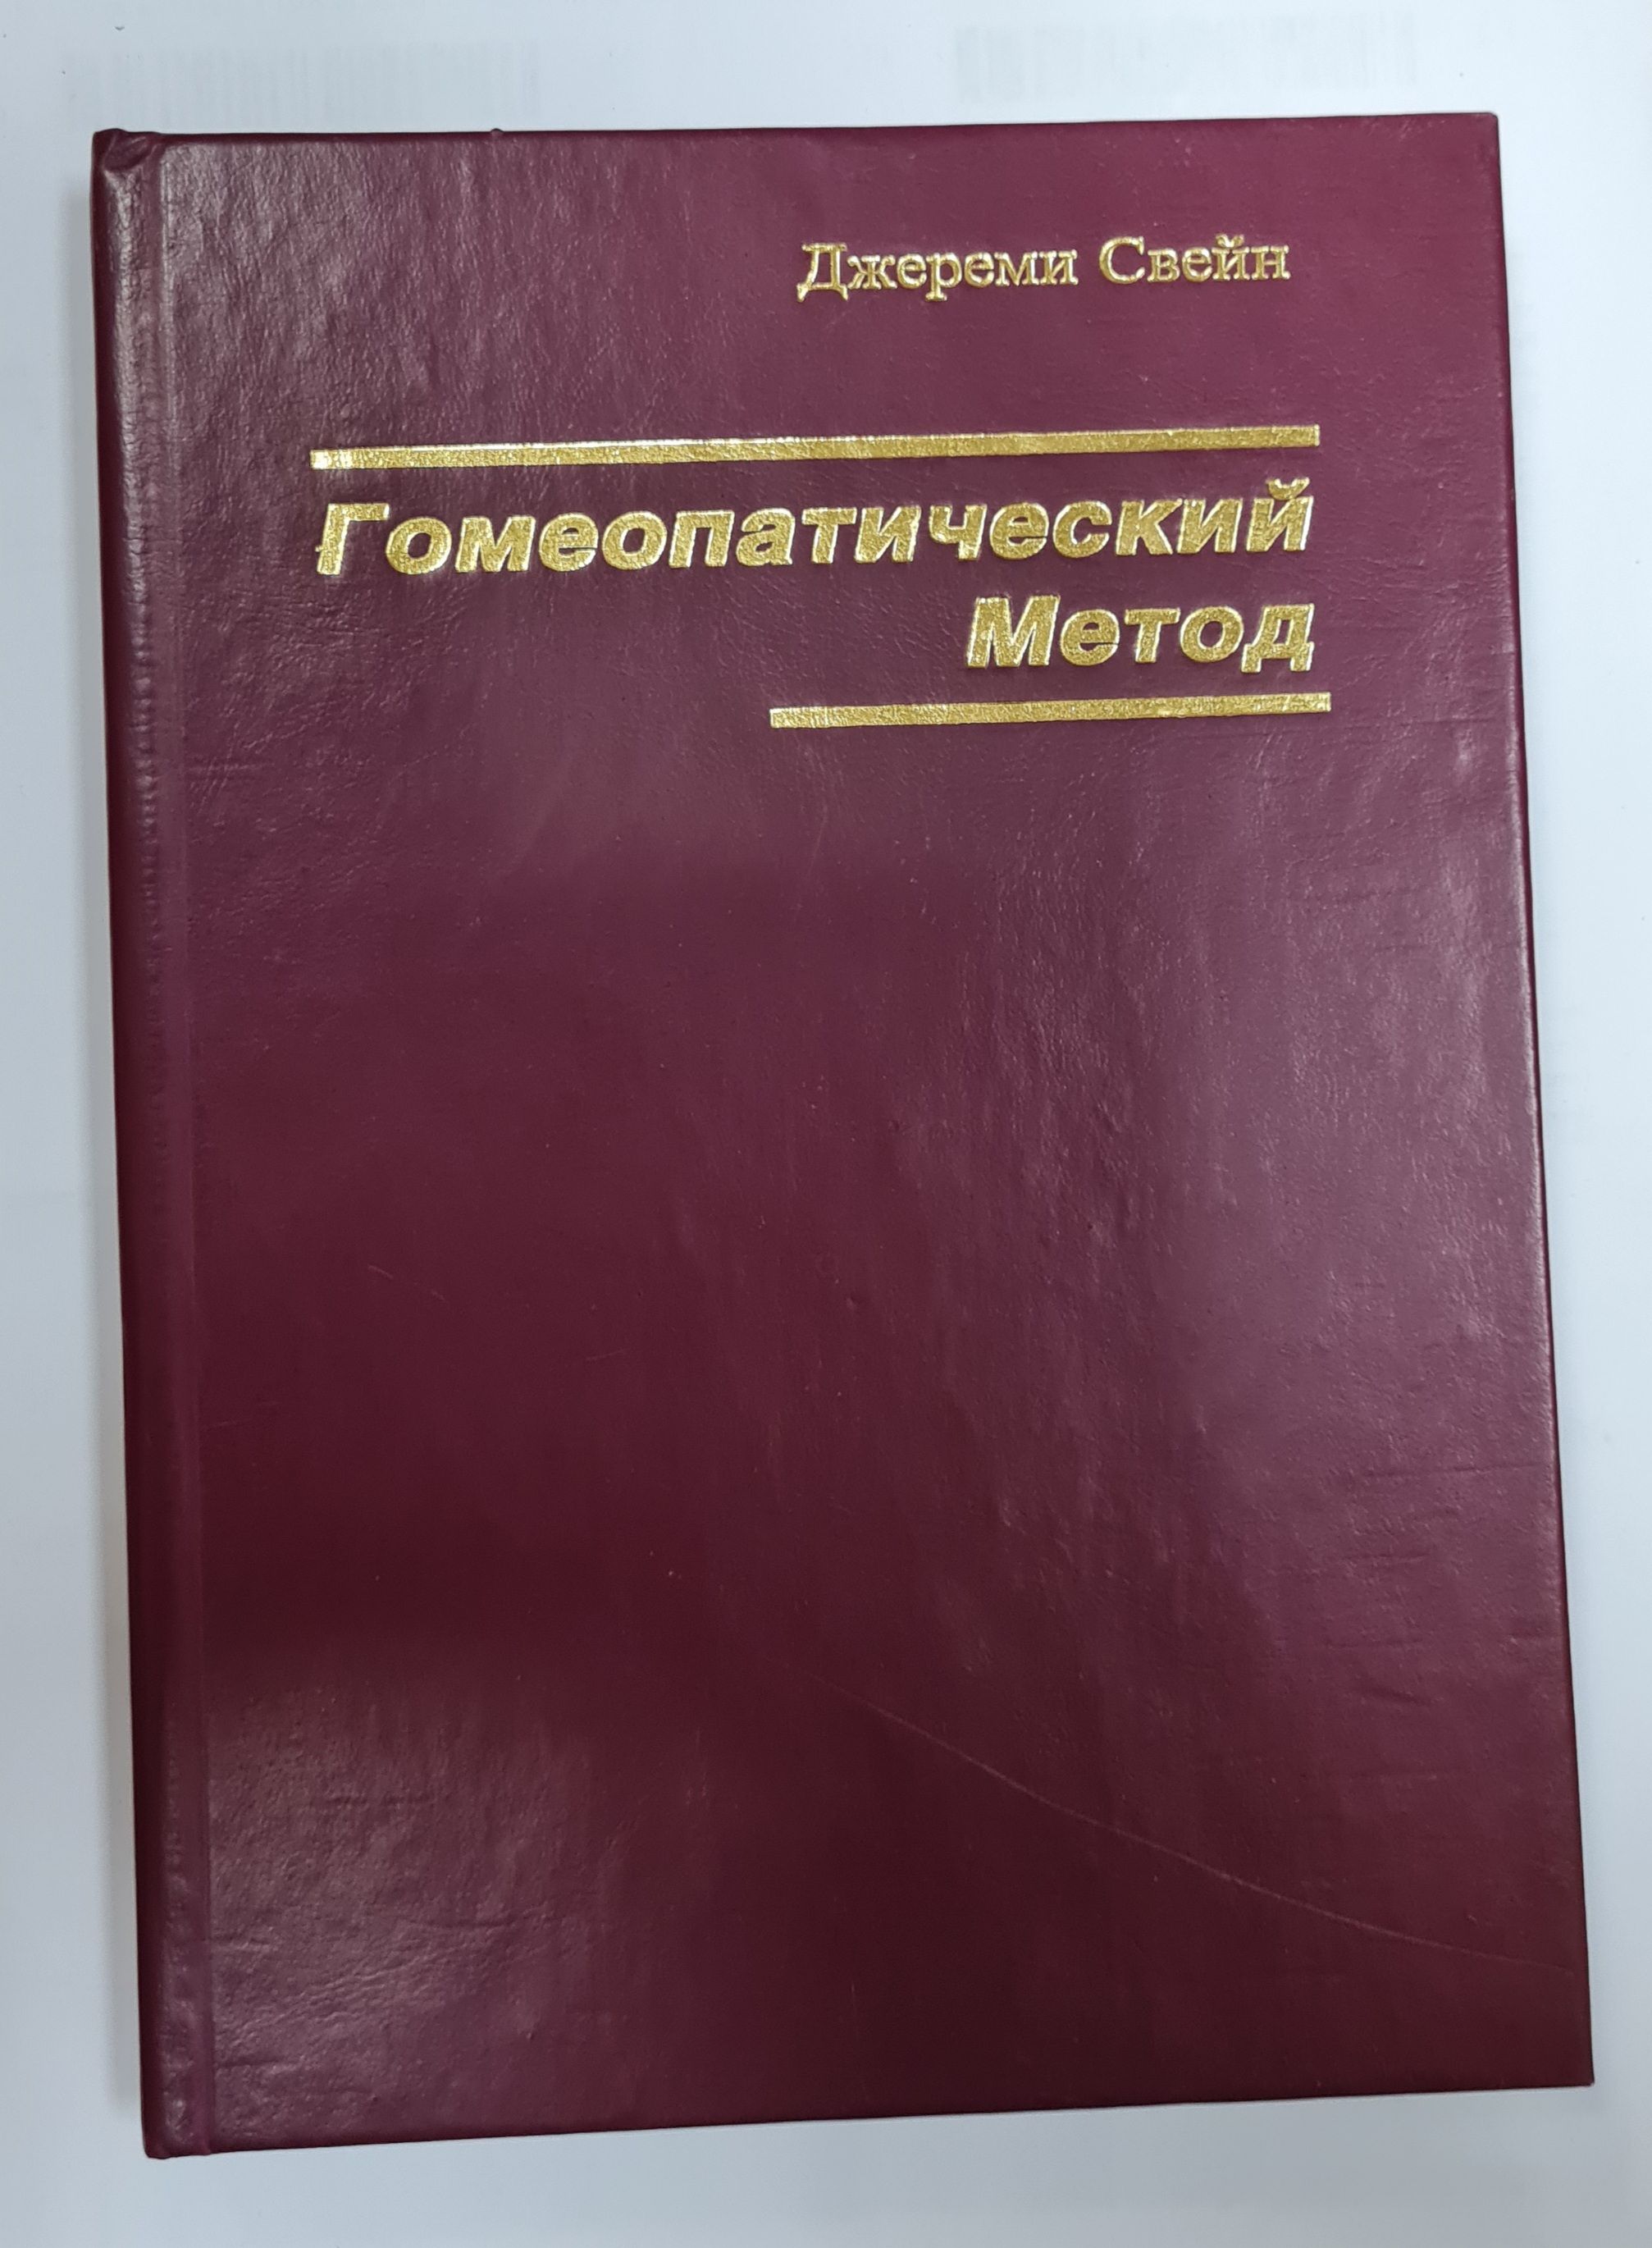 Джереми Свейн
Гомеопатический
Метод